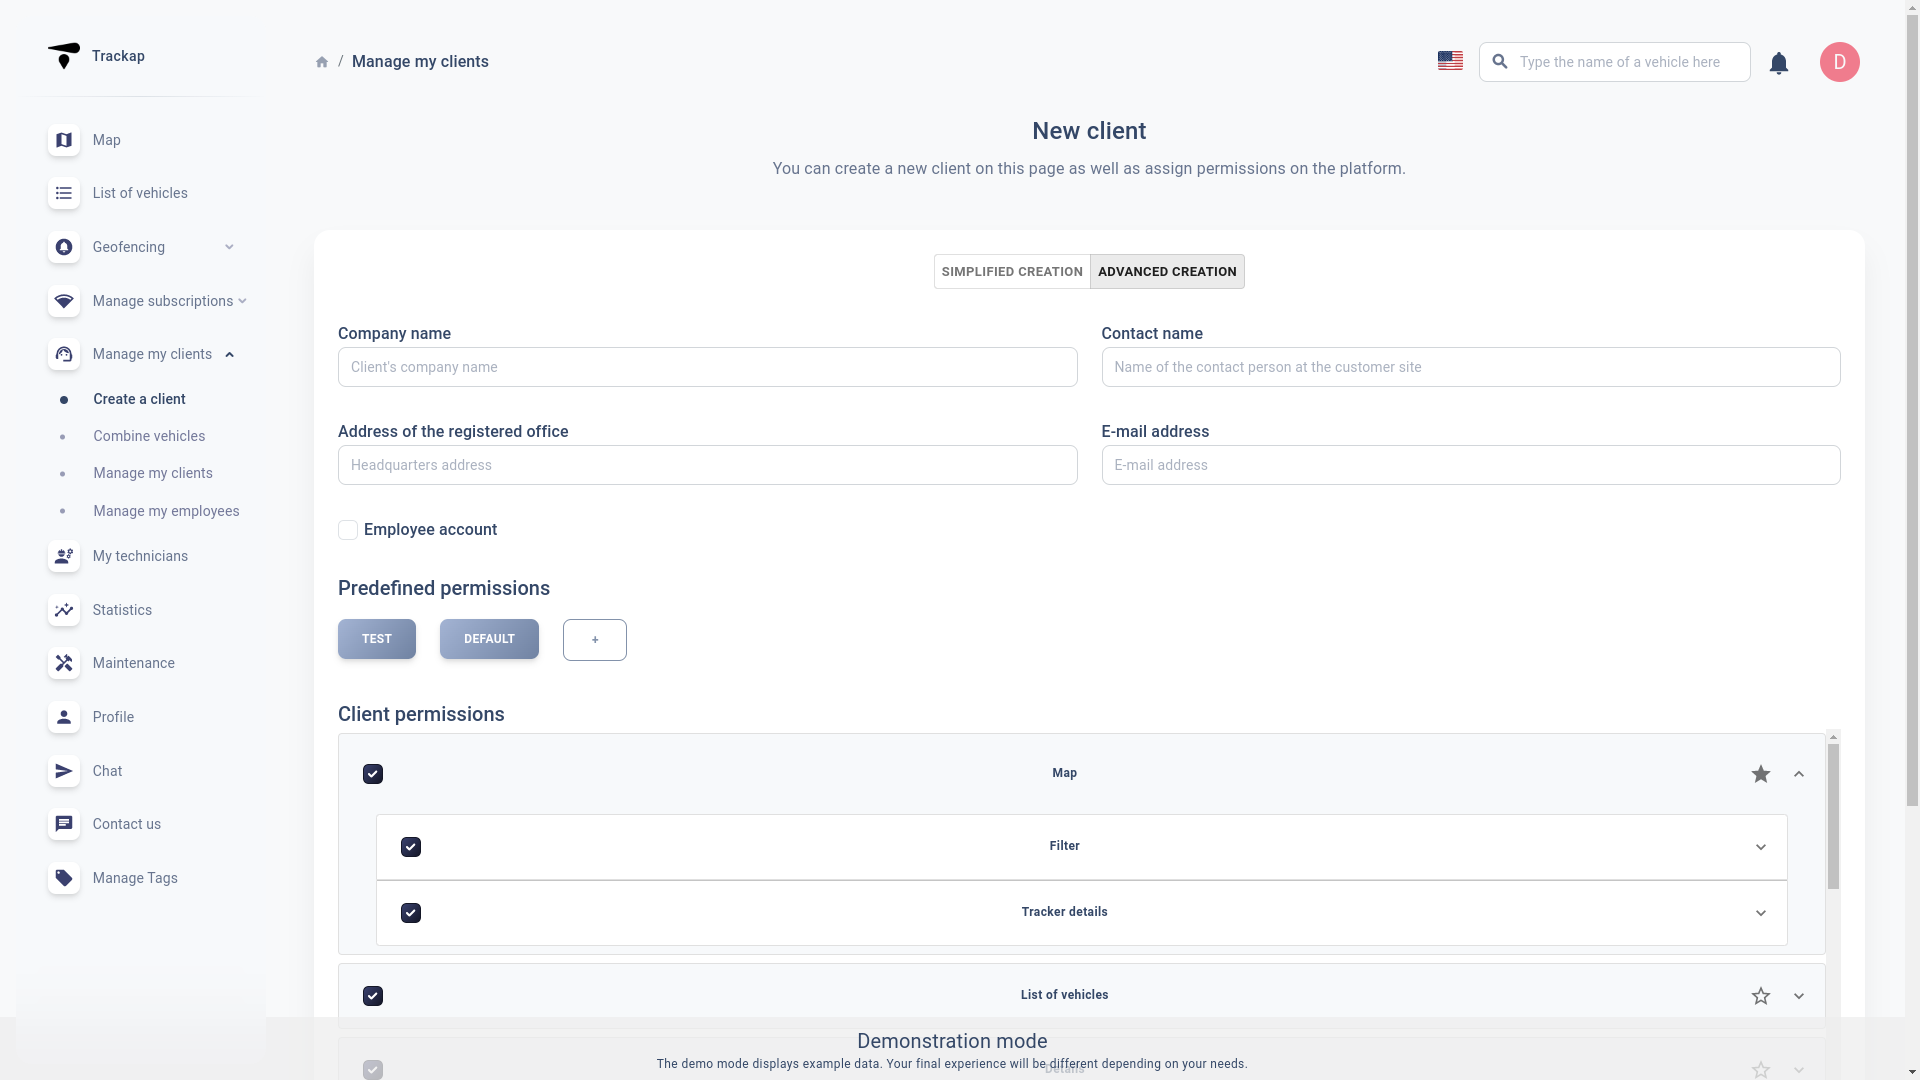 Trackap
/ Manage my clients
Type the name of a vehicle here
D
Map
List of vehicles
Geofencing
Manage subscriptions
Manage my clients
Create a client
Combine vehicles
Manage my clients
Manage my employees
My technicians
Statistics
Maintenance
Profile
Chat
Contact us
Manage Tags
New client
You can create a new client on this page as well as assign permissions on the platform.
SIMPLIFIED CREATION ADVANCED CREATION
Company name
Client's company name
Contact name
Name of the contact person at the customer site
Address of the registered office
Headquarters address
E-mail address
E-mail address
Employee account
Predefined permissions
TEST DEFAULT +
Client permissions
Map
Filter
Tracker details
List of vehicles
Demonstration mode
The demo mode displays example data. Your final experience will be different depending on your needs.
Details